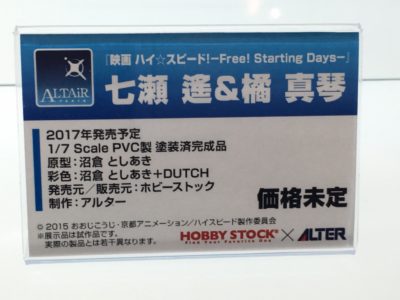 ALTAiR
『映画 ハイ☆スピード!-Free! Starting Days-』
七瀬 遙&橘 真琴
2017年発売予定
1/7 Scale PVC製 塗装済完成品
原型:沼倉 としあき
彩色:沼倉 としあき+DUTCH
発売元/販売元:ホビーストック
制作:アルター
価格未定
© 2015 おおじこうじ・京都アニメーション/ハイスピード製作委員会
※展示品は試作品です。
実際の製品とは若干異なります。
HOBBY STOCK® × ALTER
Find Your Favorite One